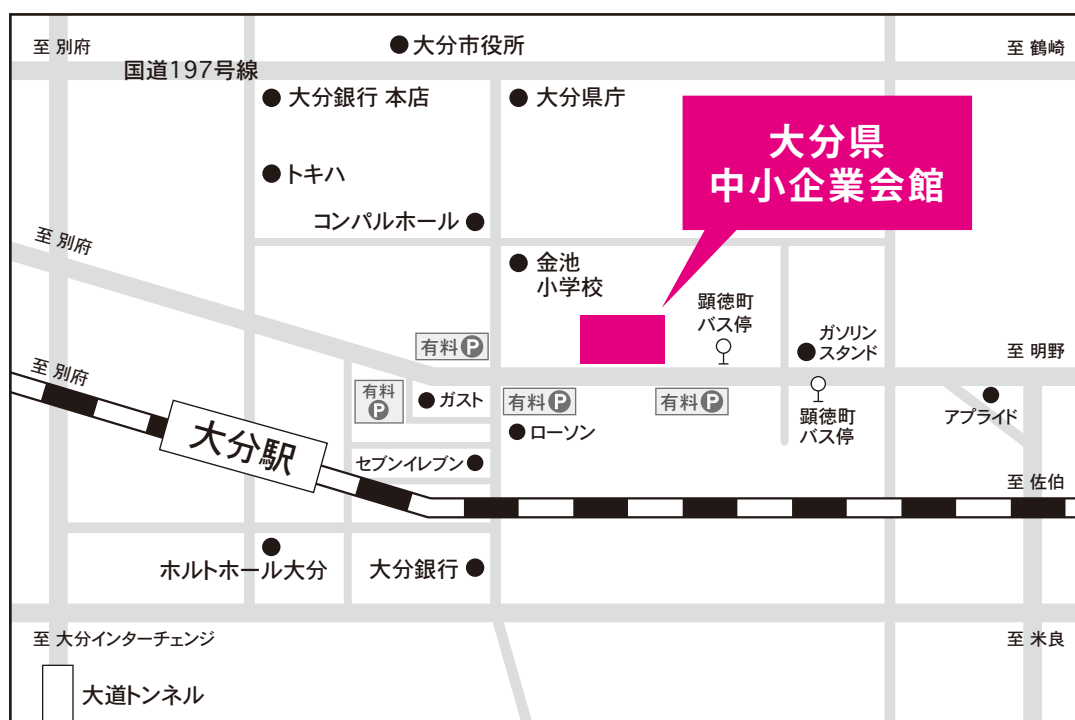 至 別府
大分市役所
至 鶴崎
国道197号線
大分銀行 本店
大分県庁
大分県
中小企業会館
トキハ
コンパルホール
至 別府
金池
小学校
顕徳町
バス停
ガソリン
スタンド
有料P
至 明野
至 別府
有料
P
ガスト
有料P
有料P
アプライド
顕徳町
バス停
ローソン
大分駅
セブンイレブン
至 佐伯
ホルトホール大分
大分銀行
至 大分インターチェンジ
至 米良
大道トンネル